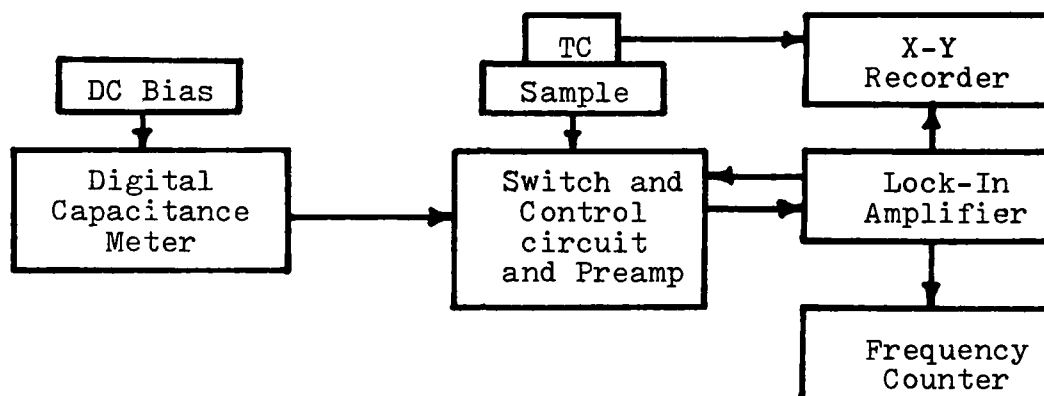 TC
X-Y
Recorder
DC Bias
Sample
Digital
Capacitance
Meter
Switch and
Control
circuit
and Preamp
Lock-In
Amplifier
Frequency
Counter